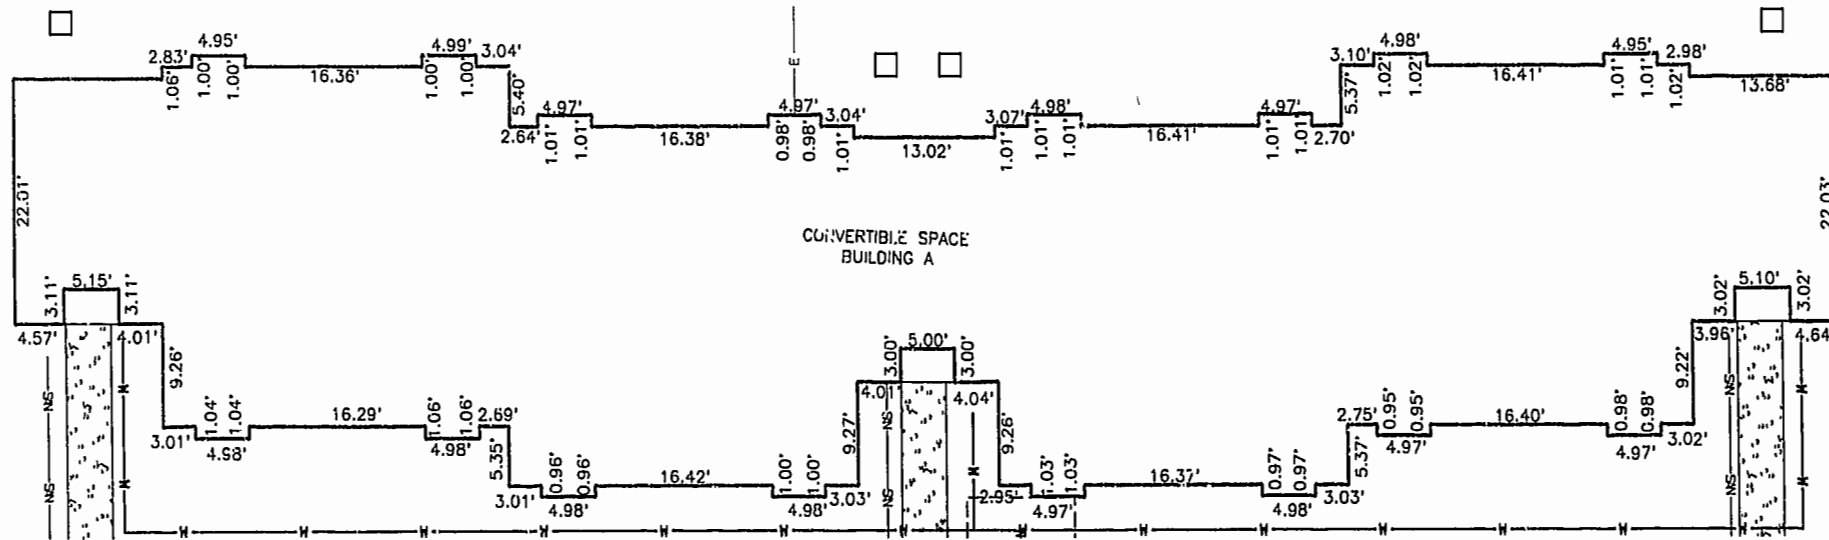 4.95' 4.99' E 4.98' 4.95'
2.83' 3.04' 3.10' 2.98'
1.06' 1.00' 1.00' 16.36' 1.00' 1.00' 5.40' 5.37' 1.02' 1.02' 16.41' 1.01' 1.01' 1.02' 13.68'
4.97' 4.97' 3.04' 3.07' 4.98' 4.97'
2.64' 1.01' 1.01' 16.38' 0.98' 0.98' 1.01' 13.02' 1.01' 1.01' 1.01' 16.41' 1.01' 1.01' 2.70'
22.01' 22.03'
CONVERTIBLE SPACE
BUILDING A
3.11' 5.15' 3.11' 3.02' 5.10' 3.02'
4.57' 4.01' 3.96' 4.64'
9.26' 3.00' 5.00' 3.00' 9.22'
4.01' 4.04'
3.01' 1.04' 1.04' 16.29' 1.06' 1.06' 2.69' 2.75' 0.95' 0.95' 16.40' 0.98' 0.98' 3.02'
4.98' 4.98' 5.35' 9.27' 9.26' 5.37' 4.97' 4.97'
3.01' 0.96' 0.96' 16.42' 1.00' 1.00' 3.03' 2.95' 1.03' 1.03' 16.37' 0.97' 0.97' 3.03'
4.98' 4.98' 4.97' 4.98'
NS NS NS NS NS NS
W W W W W
W W W W W W W W W W W W W W